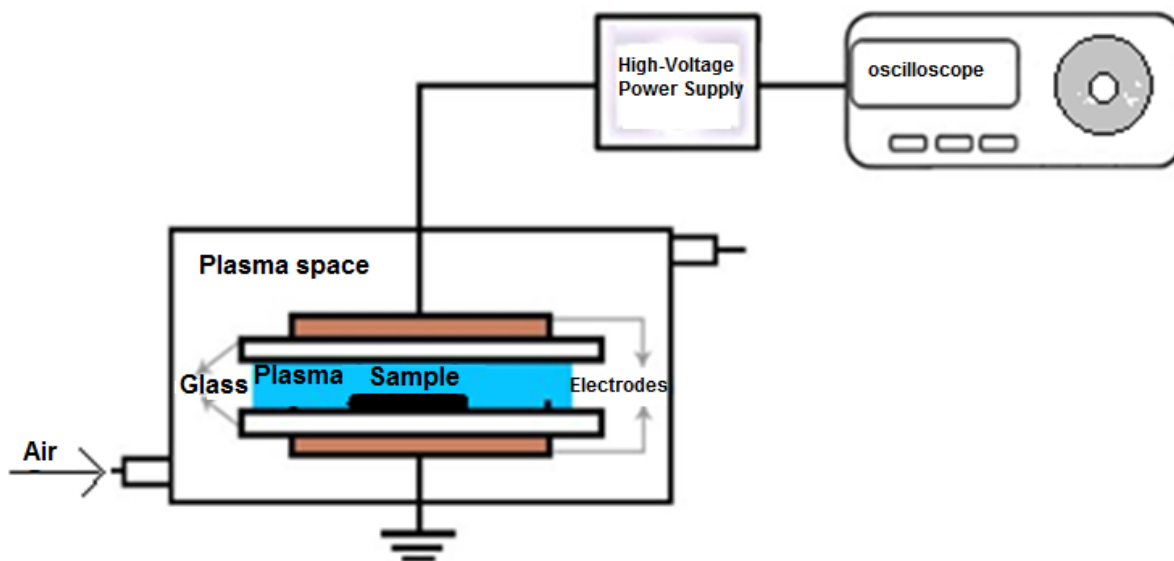 High-Voltage
Power Supply
oscilloscope
Plasma space
Glass
Plasma
Sample
Electrodes
Air